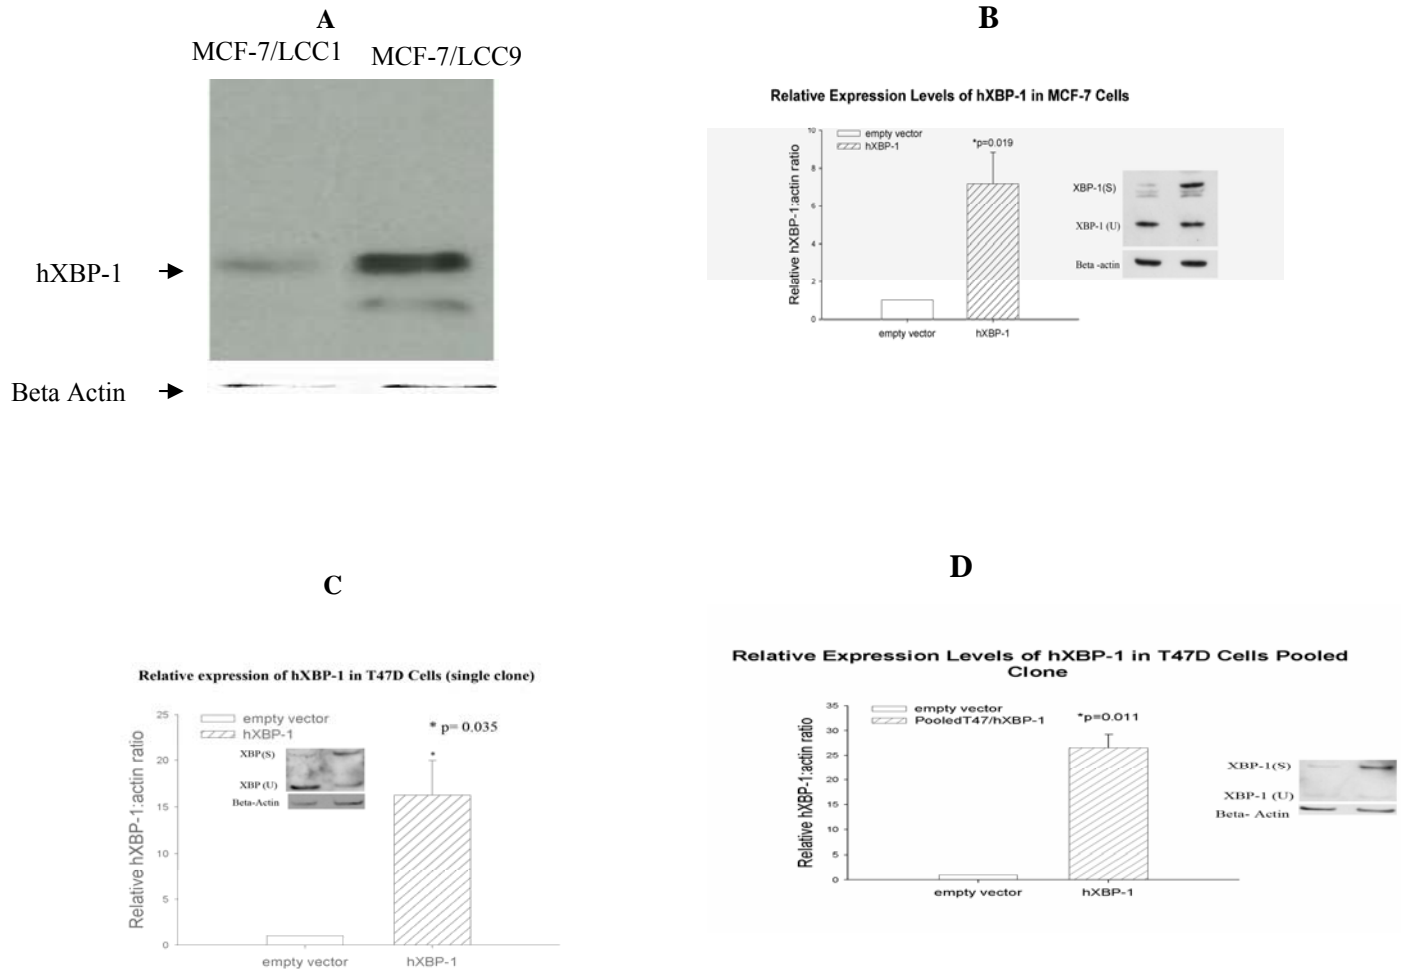 A
MCF-7/LCC1 MCF-7/LCC9
hXBP-1
Beta Actin
B
Relative Expression Levels of hXBP-1 in MCF-7 Cells
Relative hXBP-1:actin ratio
10
8
6
4
2
0
empty vector
hXBP-1
*p=0.019
empty vector hXBP-1
XBP-1(S)
XBP-1 (U)
Beta -actin
C
Relative expression of hXBP-1 in T47D Cells (single clone)
Relative hXBP-1:actin ratio
25
20
15
10
5
0
empty vector
hXBP-1
* p= 0.035
*
XBP(S)
XBP (U)
Beta-Actin
empty vector hXBP-1
D
Relative Expression Levels of hXBP-1 in T47D Cells Pooled
Clone
Relative hXBP-1:actin ratio
35
30
25
20
15
10
5
0
empty vector
PooledT47/hXBP-1
*p=0.011
empty vector hXBP-1
XBP-1(S)
XBP-1 (U)
Beta- Actin